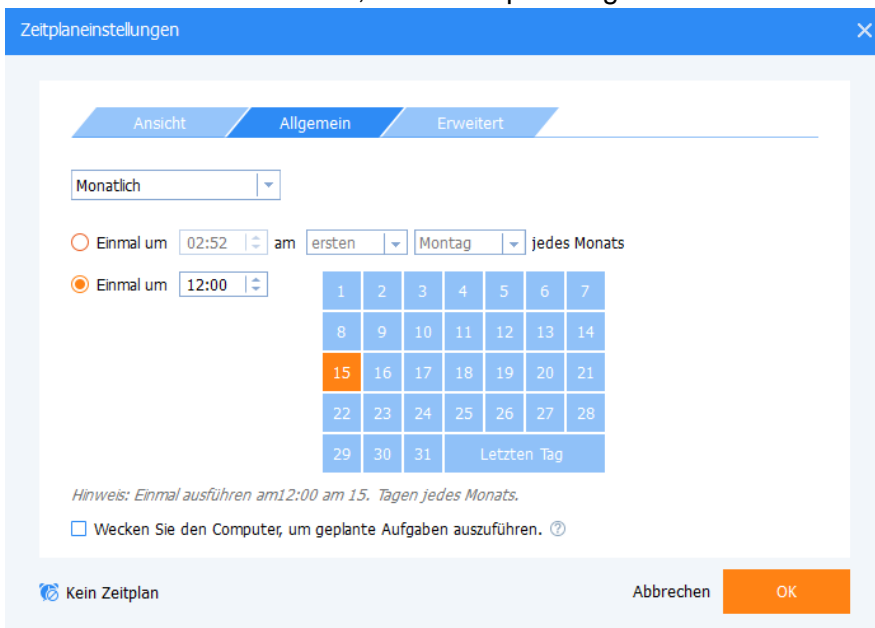 Zeitplaneinstellungen
Ansicht Allgemein Erweitert
Monatlich
Einmal um 02:52 am ersten Montag jedes Monats
Einmal um 12:00
1 2 3 4 5 6 7
8 9 10 11 12 13 14
15 16 17 18 19 20 21
22 23 24 25 26 27 28
29 30 31 Letzten Tag
Hinweis: Einmal ausführen am12:00 am 15. Tagen jedes Monats.
Wecken Sie den Computer, um geplante Aufgaben auszuführen. ?
Kein Zeitplan Abbrechen OK